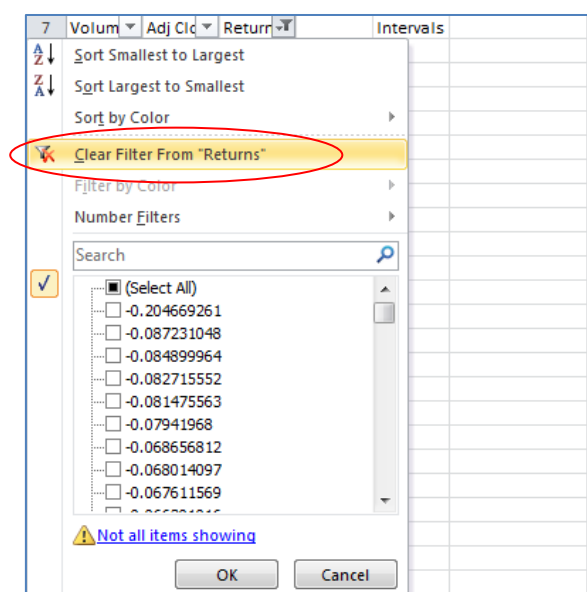 7 Volum Adj Clo Return Intervals
Sort Smallest to Largest
Sort Largest to Smallest
Sort by Color
Clear Filter From "Returns"
Filter by Color
Number Filters
Search
(Select All)
-0.204669261
-0.087231048
-0.084899964
-0.082715552
-0.081475563
-0.07941968
-0.068656812
-0.068014097
-0.067611569
Not all items showing
OK Cancel